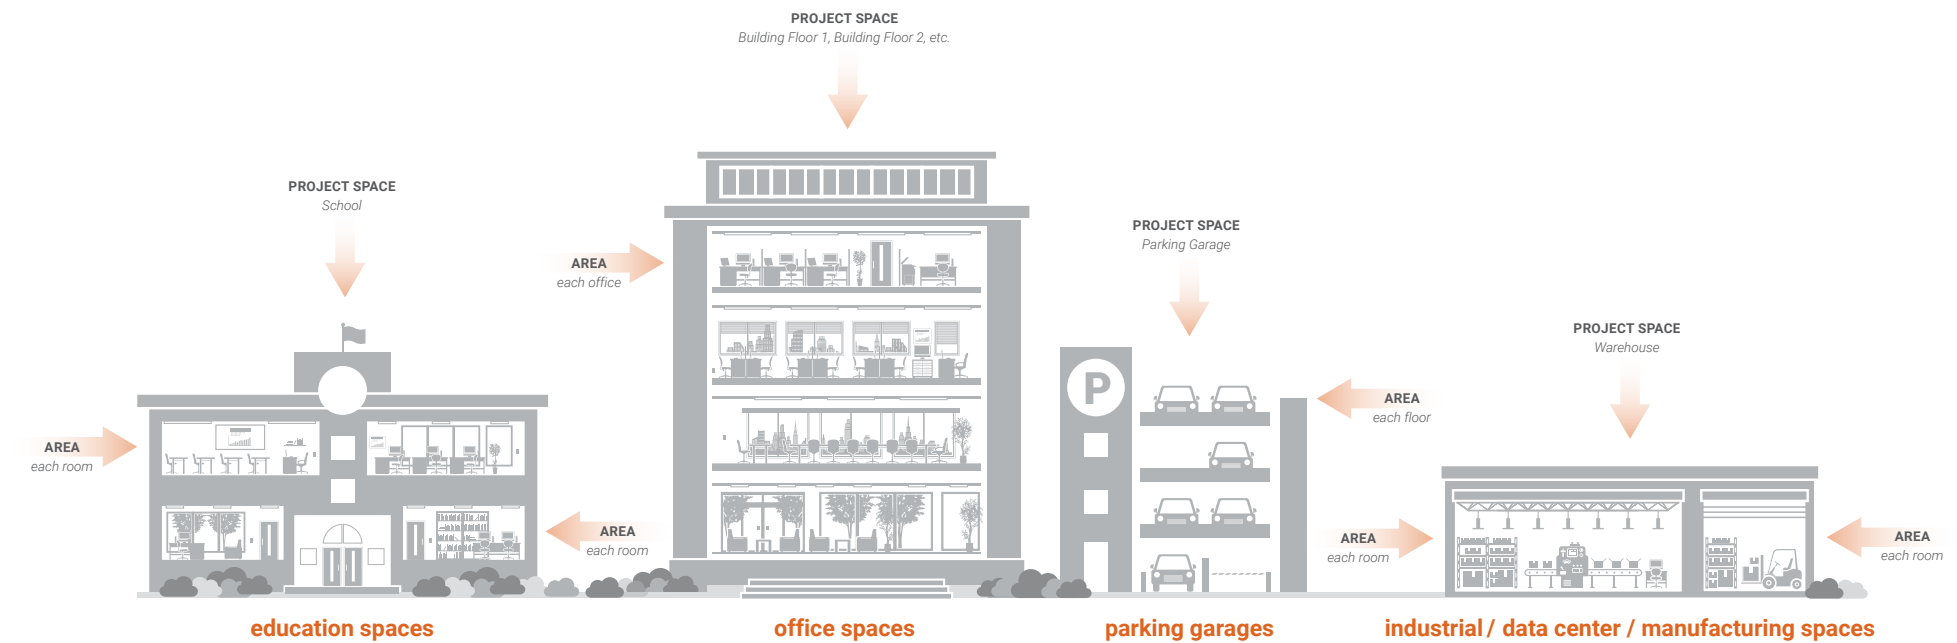 PROJECT SPACE
Building Floor 1, Building Floor 2, etc.
PROJECT SPACE
School
AREA
each office
PROJECT SPACE
Parking Garage
PROJECT SPACE
Warehouse
P
AREA
each floor
AREA
each room
AREA
each room
AREA
each room
AREA
each room
education spaces
office spaces
parking garages
industrial / data center / manufacturing spaces